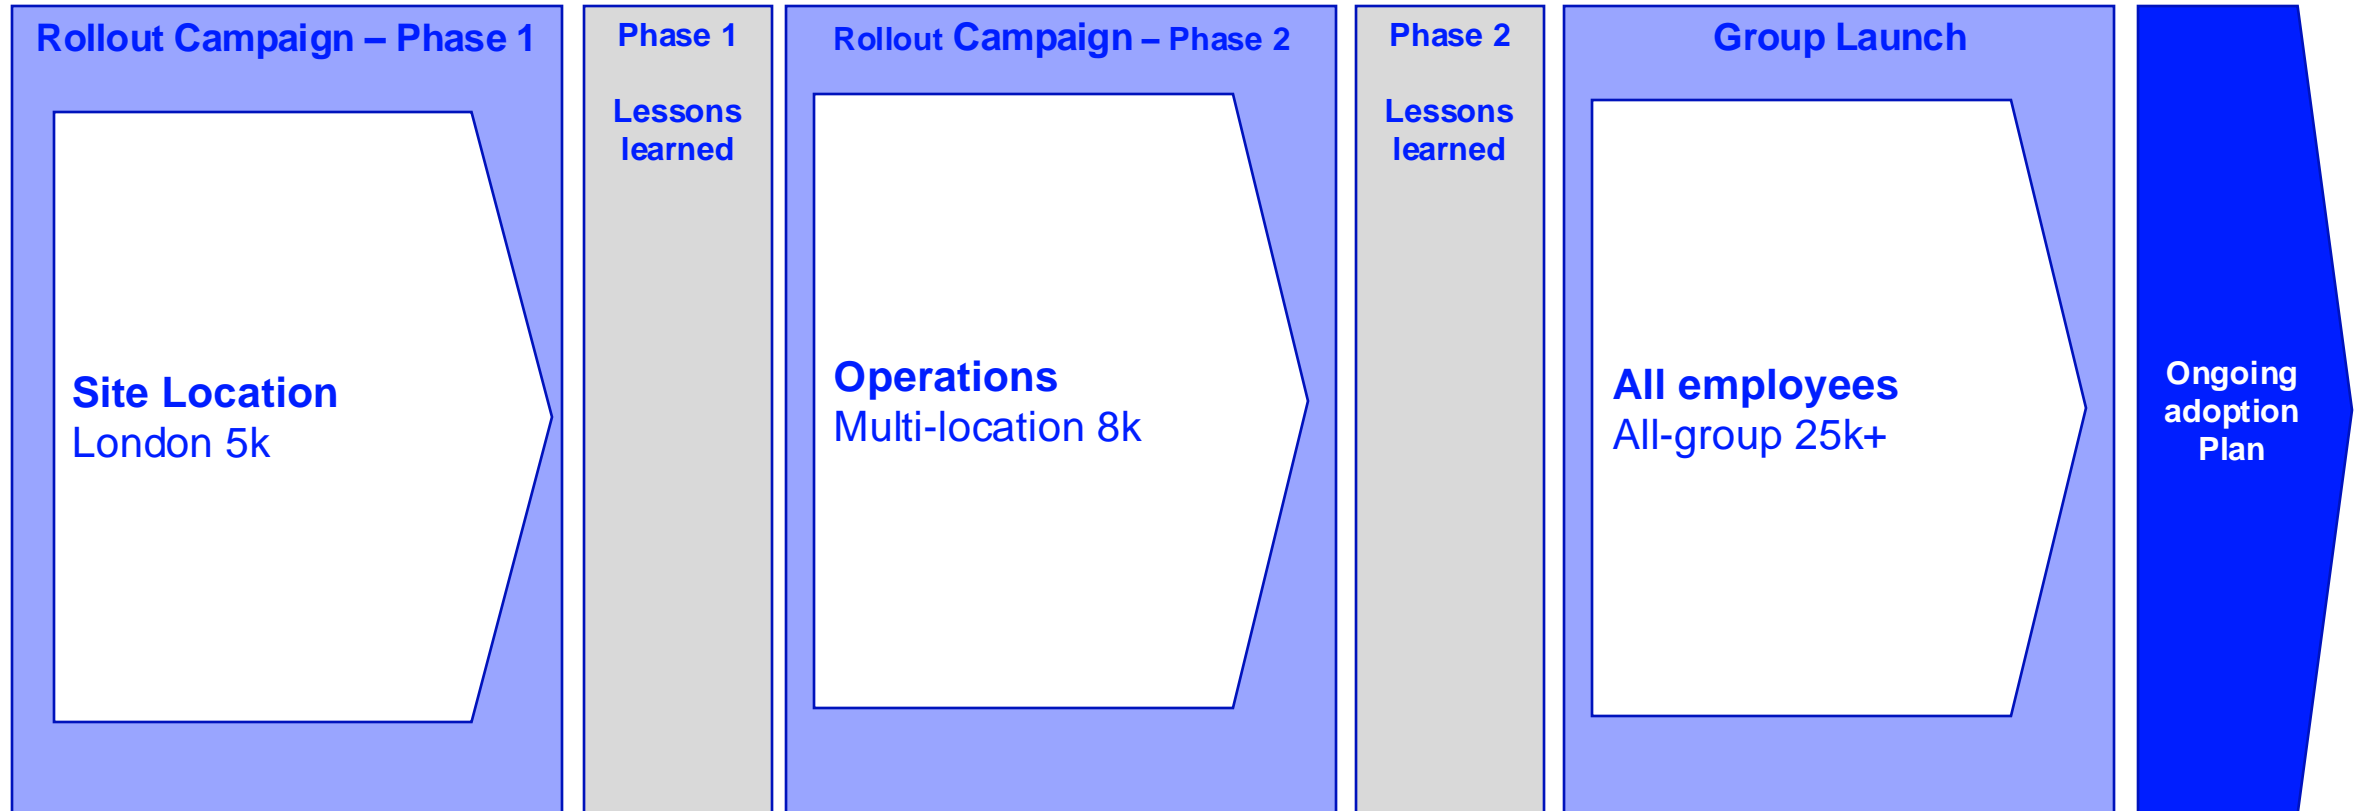 Rollout Campaign – Phase 1
Site Location
London 5k
Phase 1
Lessons
learned
Rollout Campaign – Phase 2
Operations
Multi-location 8k
Phase 2
Lessons
learned
Group Launch
All employees
All-group 25k+
Ongoing
adoption
Plan